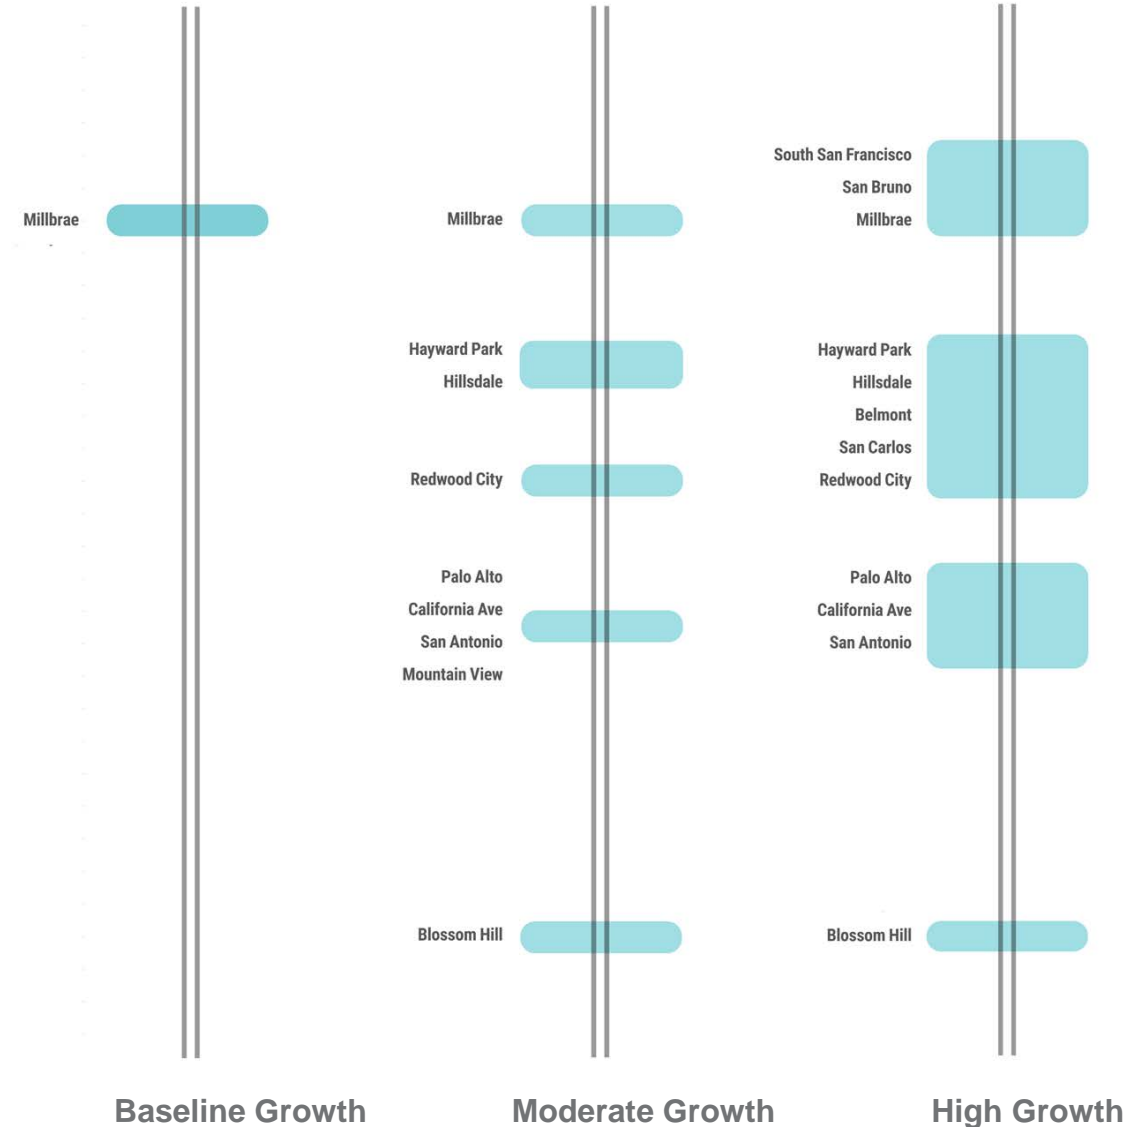 Millbrae
Millbrae
Hayward Park
Hillsdale
Redwood City
Palo Alto
California Ave
San Antonio
Mountain View
Blossom Hill
South San Francisco
San Bruno
Millbrae
Hayward Park
Hillsdale
Belmont
San Carlos
Redwood City
Palo Alto
California Ave
San Antonio
Blossom Hill
Baseline Growth
Moderate Growth
High Growth